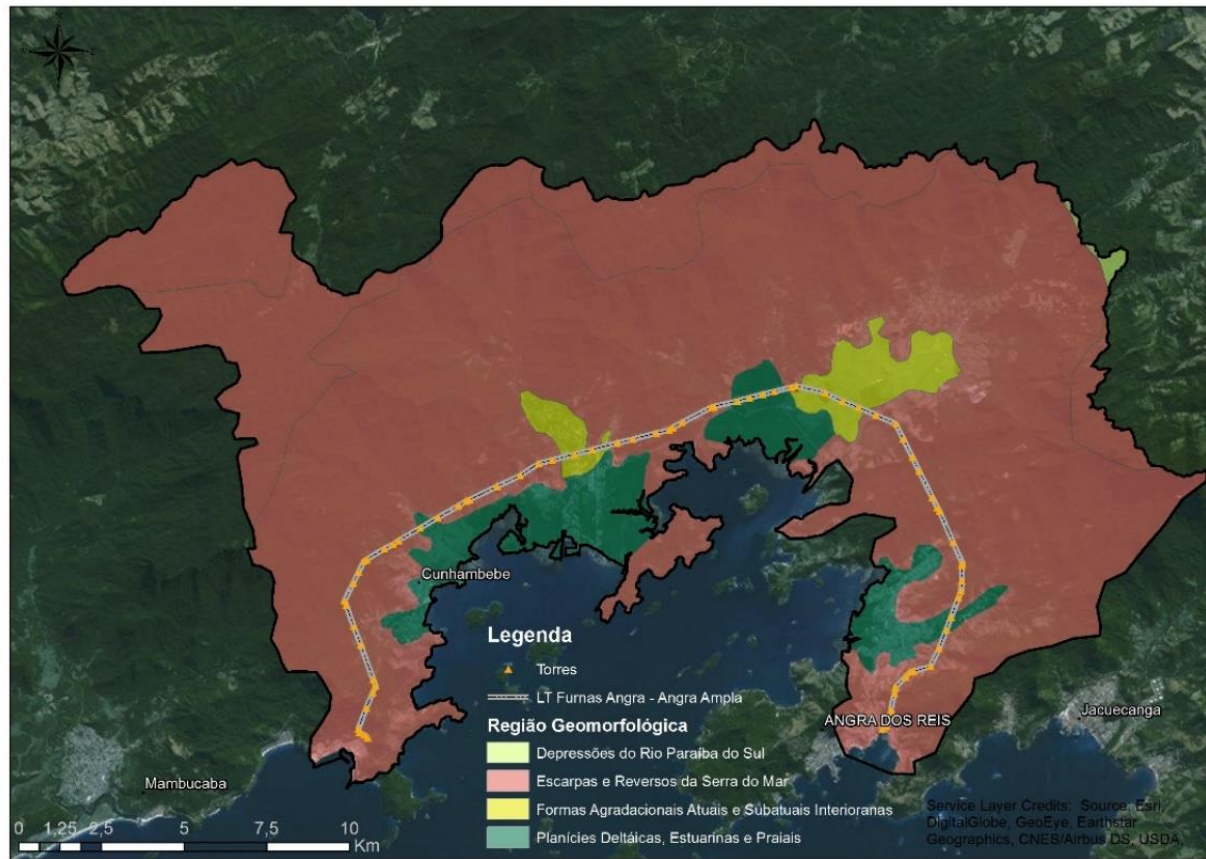 Cunhambebe
Legenda
Torres
LT Furnas Angra - Angra Ampla
Região Geomorfológica
Depressões do Rio Paraíba do Sul
Escarpas e Reversos da Serra do Mar
Formas Agradacionais Atuais e Subatuais Interioranas
Planícies Deltáicas, Estuarinas e Praiais
ANGRA DOS REIS
Jacuecanga
Mambucaba
0 1,25 2,5 5 7,5 10
Km
Service Layer Credits: Source: Esri,
DigitalGlobe, GeoEye, Earthstar
Geographics, CNES/Airbus DS, USDA,